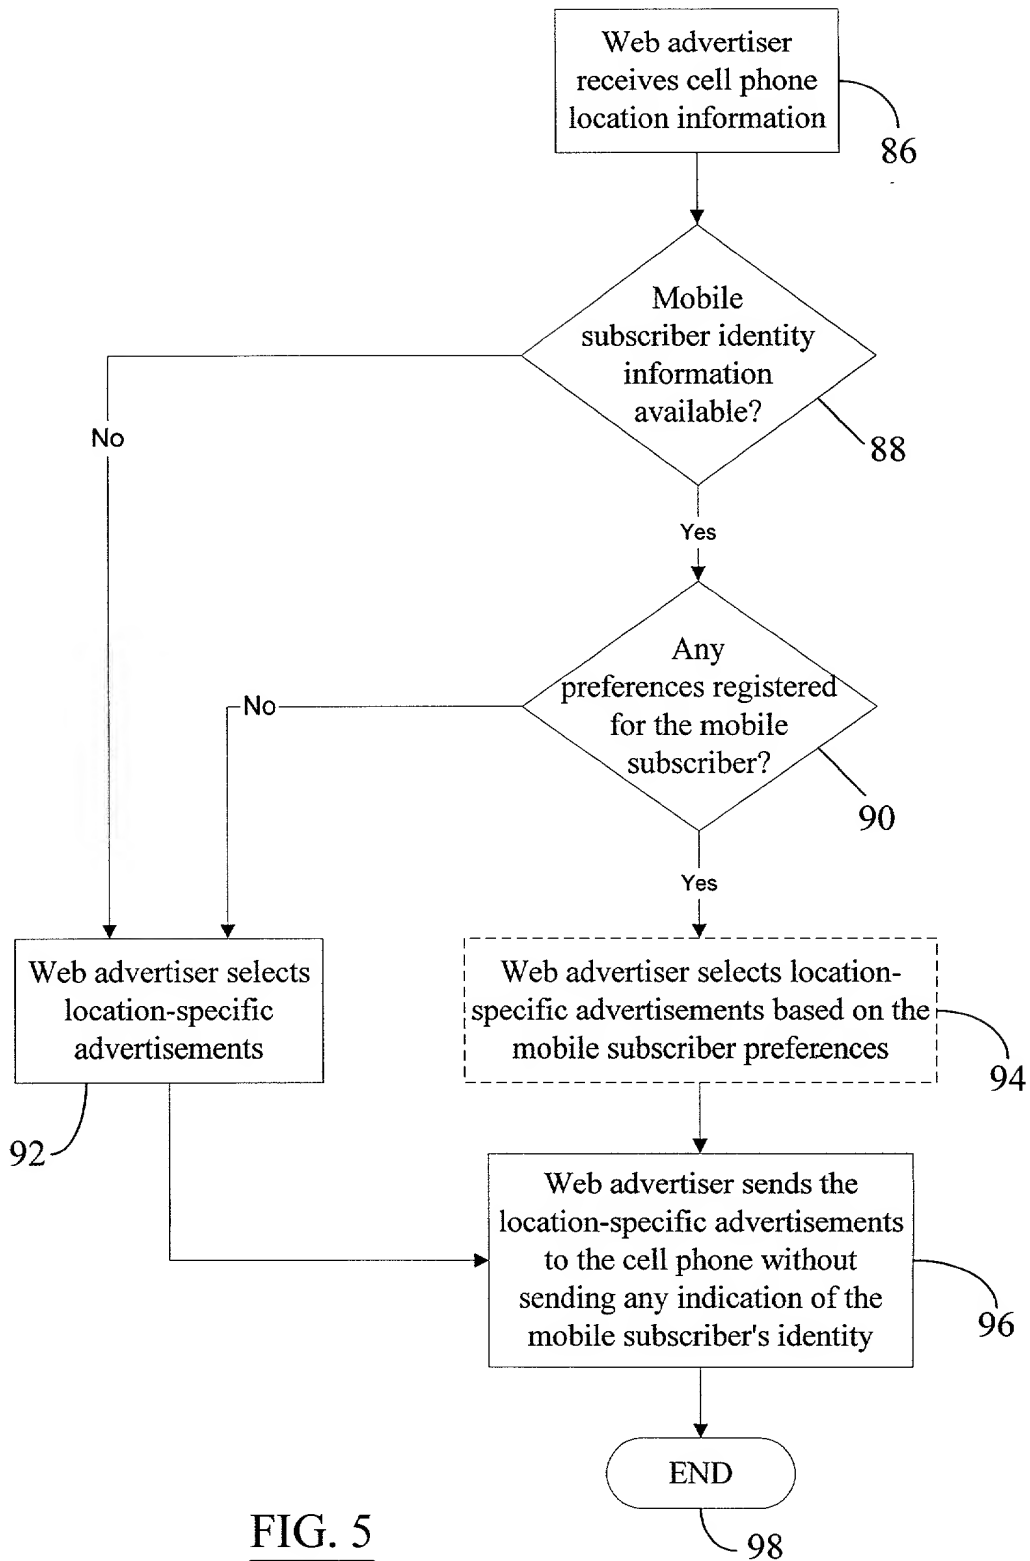 Web advertiser
receives cell phone
location information
86
Mobile
subscriber identity
information
available?
88
No
Yes
Any
preferences registered
for the mobile
subscriber?
90
No
Yes
Web advertiser selects
location-specific
advertisements
92
Web advertiser selects location-
specific advertisements based on the
mobile subscriber preferences
94
Web advertiser sends the
location-specific advertisements
to the cell phone without
sending any indication of the
mobile subscriber's identity
96
END
98
FIG. 5